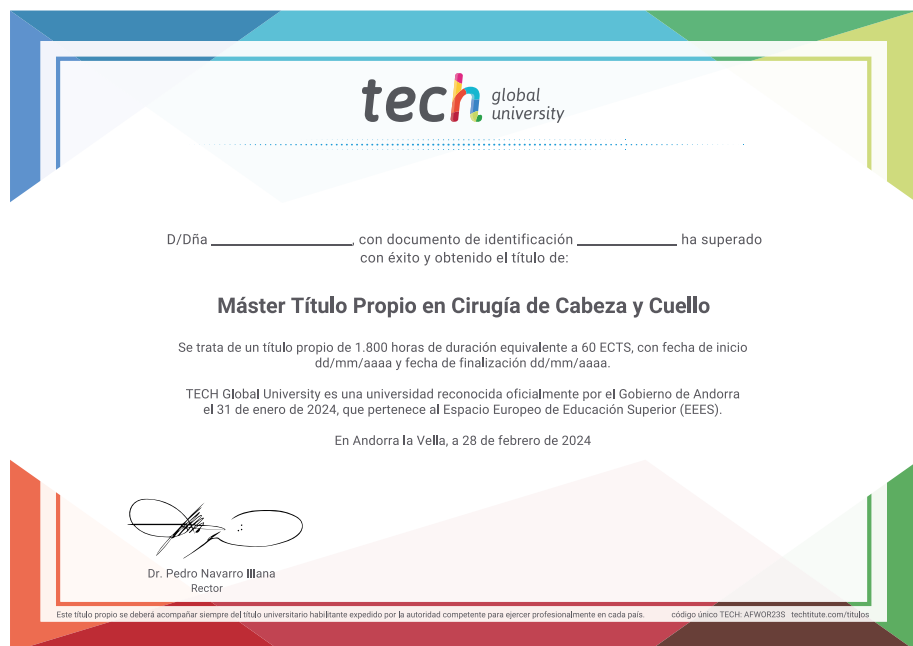 tech global
university
D/Dña ________________, con documento de identificación ____________ ha superado
con éxito y obtenido el título de:
Máster Título Propio en Cirugía de Cabeza y Cuello
Se trata de un título propio de 1.800 horas de duración equivalente a 60 ECTS, con fecha de inicio
dd/mm/aaaa y fecha de finalización dd/mm/aaaa.
TECH Global University es una universidad reconocida oficialmente por el Gobierno de Andorra
el 31 de enero de 2024, que pertenece al Espacio Europeo de Educación Superior (EEES).
En Andorra la Vella, a 28 de febrero de 2024
Dr. Pedro Navarro Illana
Rector
Este título propio se deberá acompañar siempre del título universitario habilitante expedido por la autoridad competente para ejercer profesionalmente en cada país. código único TECH: AFWOR23S techtitute.com/titulos